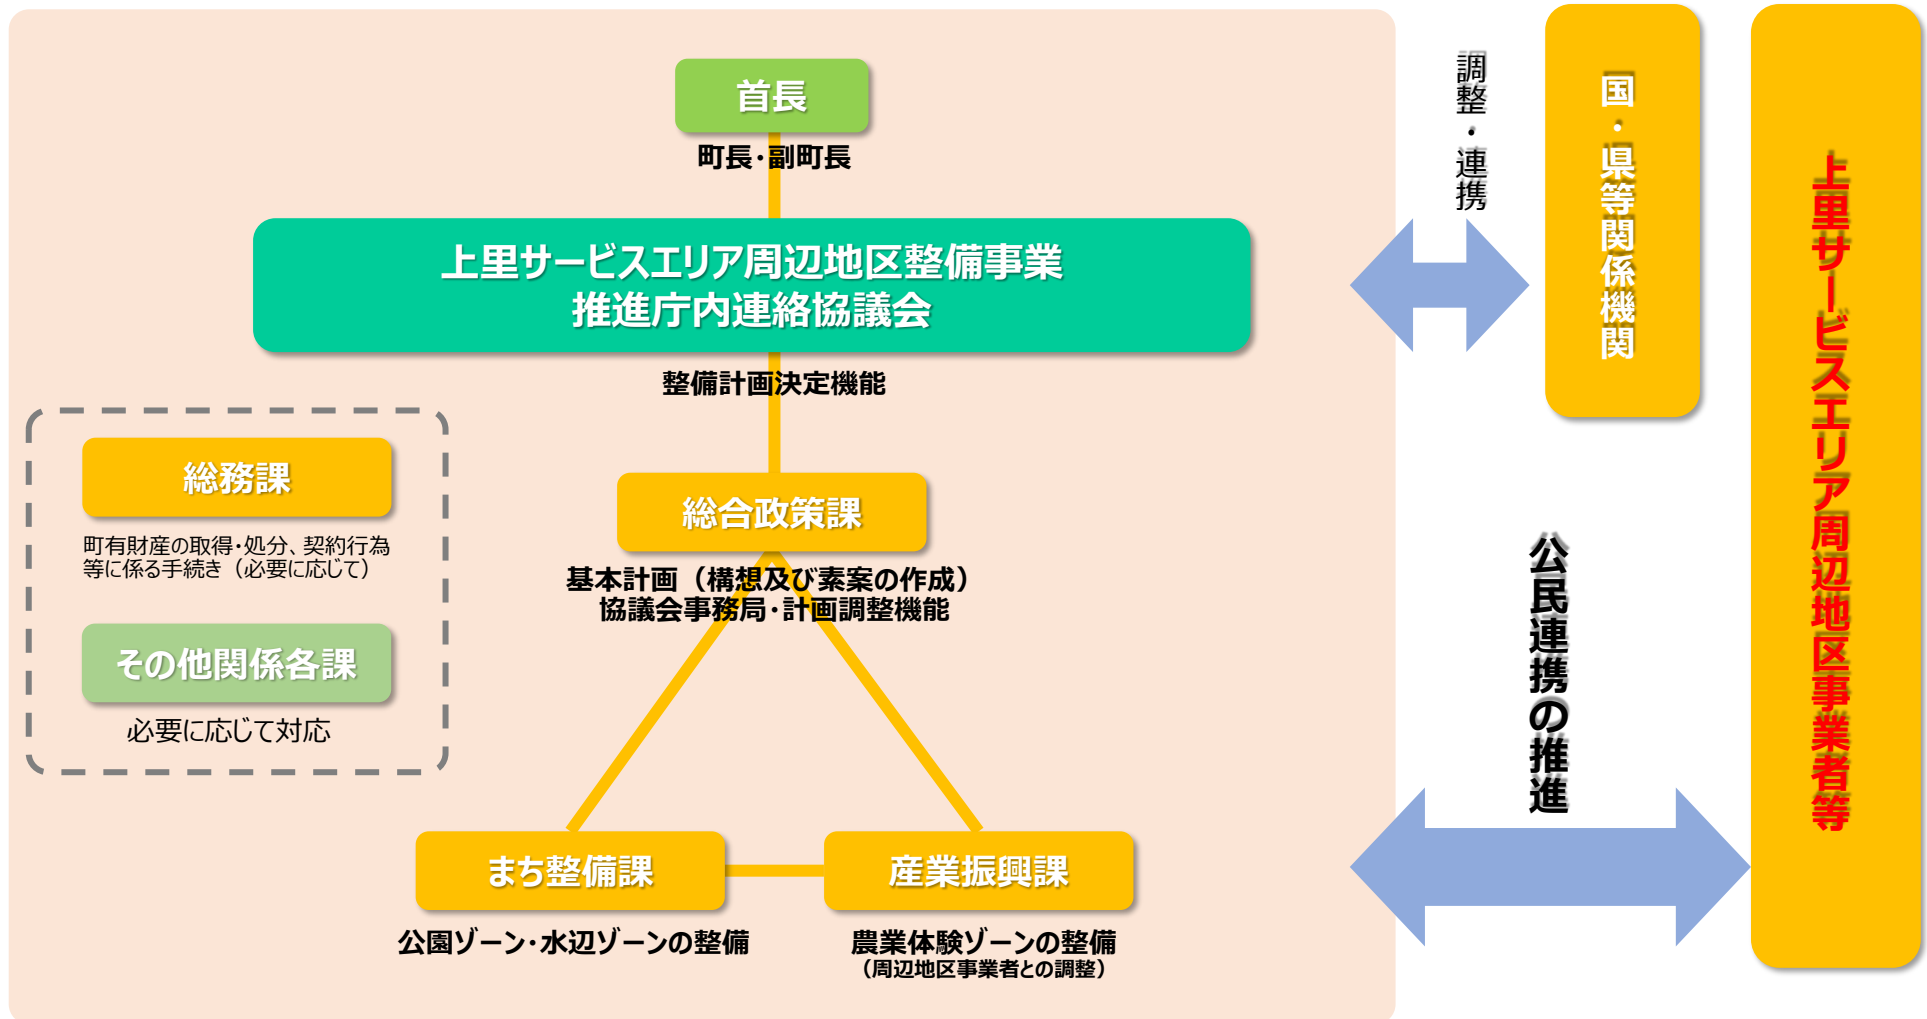 首長
町長・副町長
上里サービスエリア周辺地区整備事業
推進庁内連絡協議会
整備計画決定機能
総務課
町有財産の取得・処分、契約行為
等に係る手続き（必要に応じて）
その他関係各課
必要に応じて対応
総合政策課
基本計画（構想及び素案の作成）
協議会事務局・計画調整機能
まち整備課
公園ゾーン・水辺ゾーンの整備
産業振興課
農業体験ゾーンの整備
（周辺地区事業者との調整）
調整・連携
国・県等関係機関
公民連携の推進
上里サービスエリア周辺地区事業者等